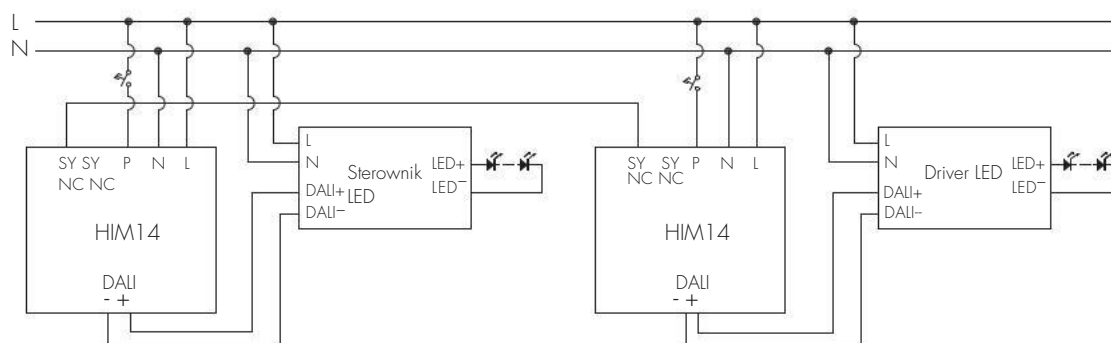 L
N
SY SY P N L
NC NC
HIM14
DALI
- +
L
N
Sterownik
LED
DALI+
DALI−
LED+
LED−
SY SY P N L
NC NC
HIM14
DALI
- +
L
N
Driver LED
DALI+
DALI--
LED+
LED−